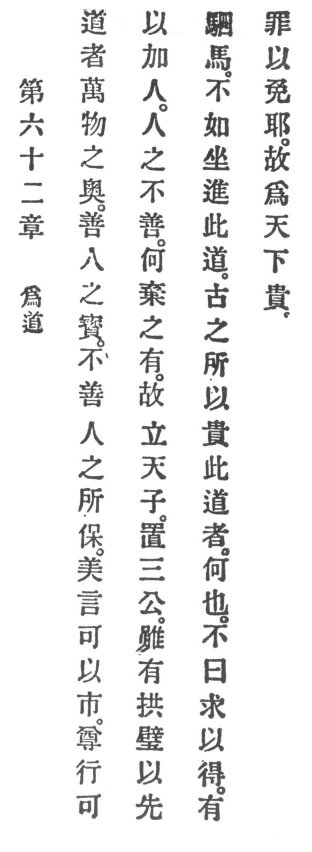 第六十二章　爲道
道者萬物之奧。善人之寳。不善人之所保。美言可以市。尊行可
以加人。人之不善。何棄之有。故立天子。置三公。雖有拱璧以先
駟馬。不如坐進此道。古之所以貴此道者。何也。不曰求以得。有
罪以免耶。故爲天下貴。